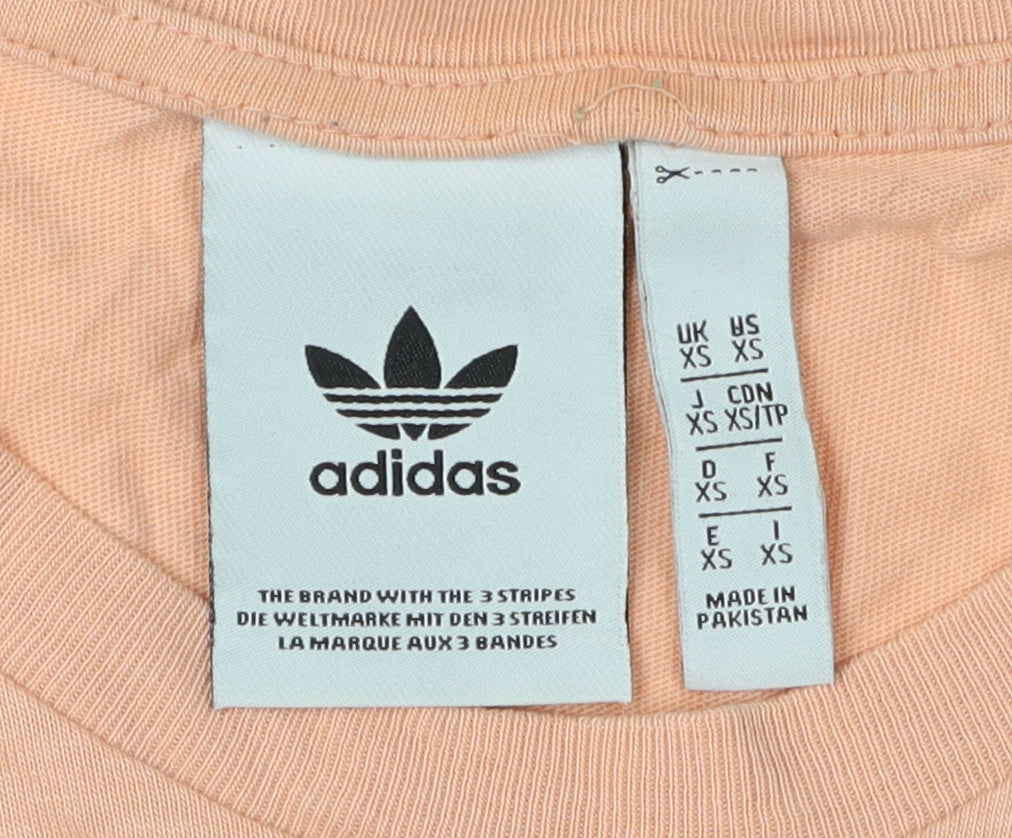 adidas
THE BRAND WITH THE 3 STRIPES
DIE WELTMARKE MIT DEN 3 STREIFEN
LA MARQUE AUX 3 BANDES
UK US
XS XS
J CDN
XS XS/TP
D F
XS XS
E I
XS XS
MADE IN
PAKISTAN